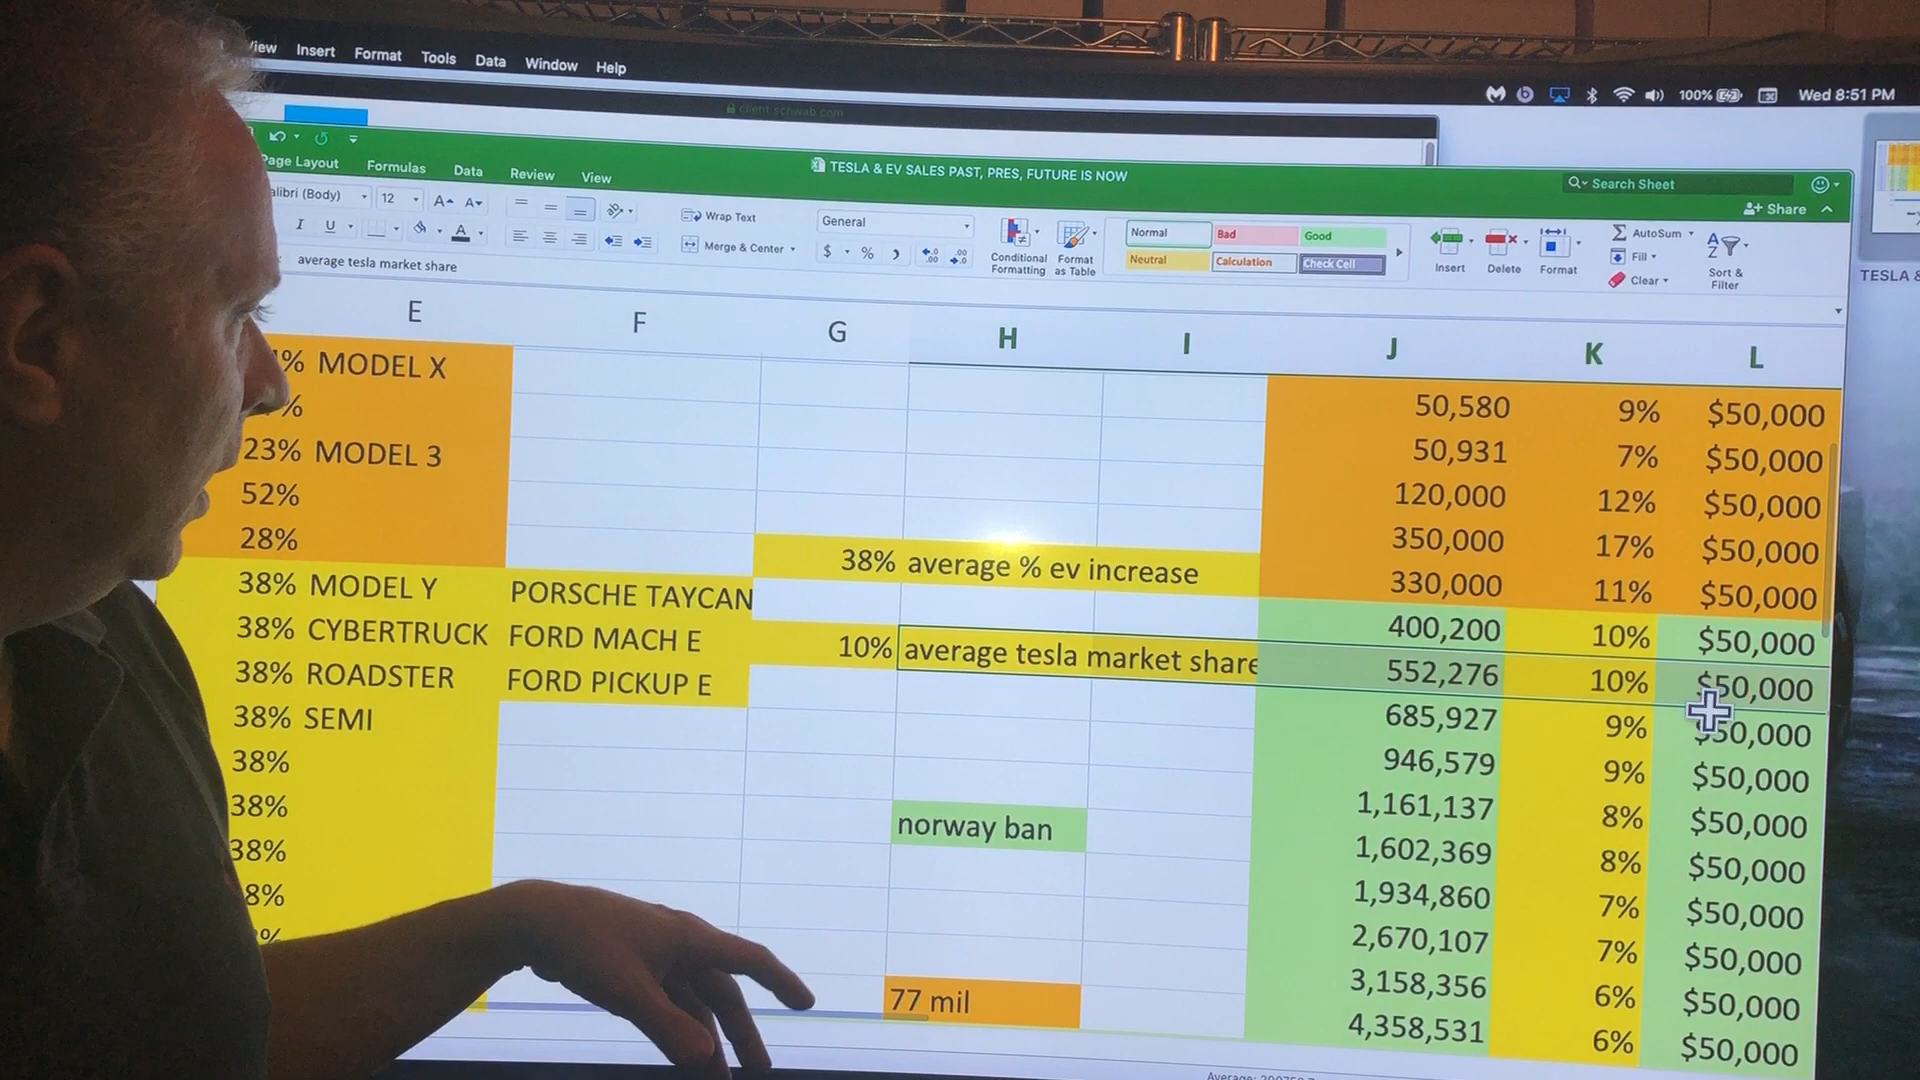 View Insert Format Tools Data Window Help
100% Wed 8:51 PM
client.schwab.com
TESLA & EV SALES PAST, PRES, FUTURE IS NOW
Search Sheet
Page Layout Formulas Data Review View
Share
12
Wrap Text
General
Normal Bad Good
AutoSum
I U
Merge & Center
$ %
Conditional Formatting
Format as Table
Neutral Calculation Check Cell
Insert Delete Format
Fill
Clear
Sort & Filter
average tesla market share
TESLA &
E F G H I J K L
% MODEL X 50,580 9% $50,000
% 50,931 7% $50,000
23% MODEL 3 120,000 12% $50,000
52% 350,000 17% $50,000
28% 38% average % ev increase 330,000 11% $50,000
38% MODEL Y PORSCHE TAYCAN 400,200 10% $50,000
38% CYBERTRUCK FORD MACH E 10% average tesla market share 552,276 10% $50,000
38% ROADSTER FORD PICKUP E 685,927 9% $50,000
38% SEMI 946,579 9% $50,000
38% 1,161,137 8% $50,000
38% norway ban 1,602,369 8% $50,000
38% 1,934,860 7% $50,000
8% 2,670,107 7% $50,000
% 3,158,356 6% $50,000
77 mil 4,358,531 6% $50,000